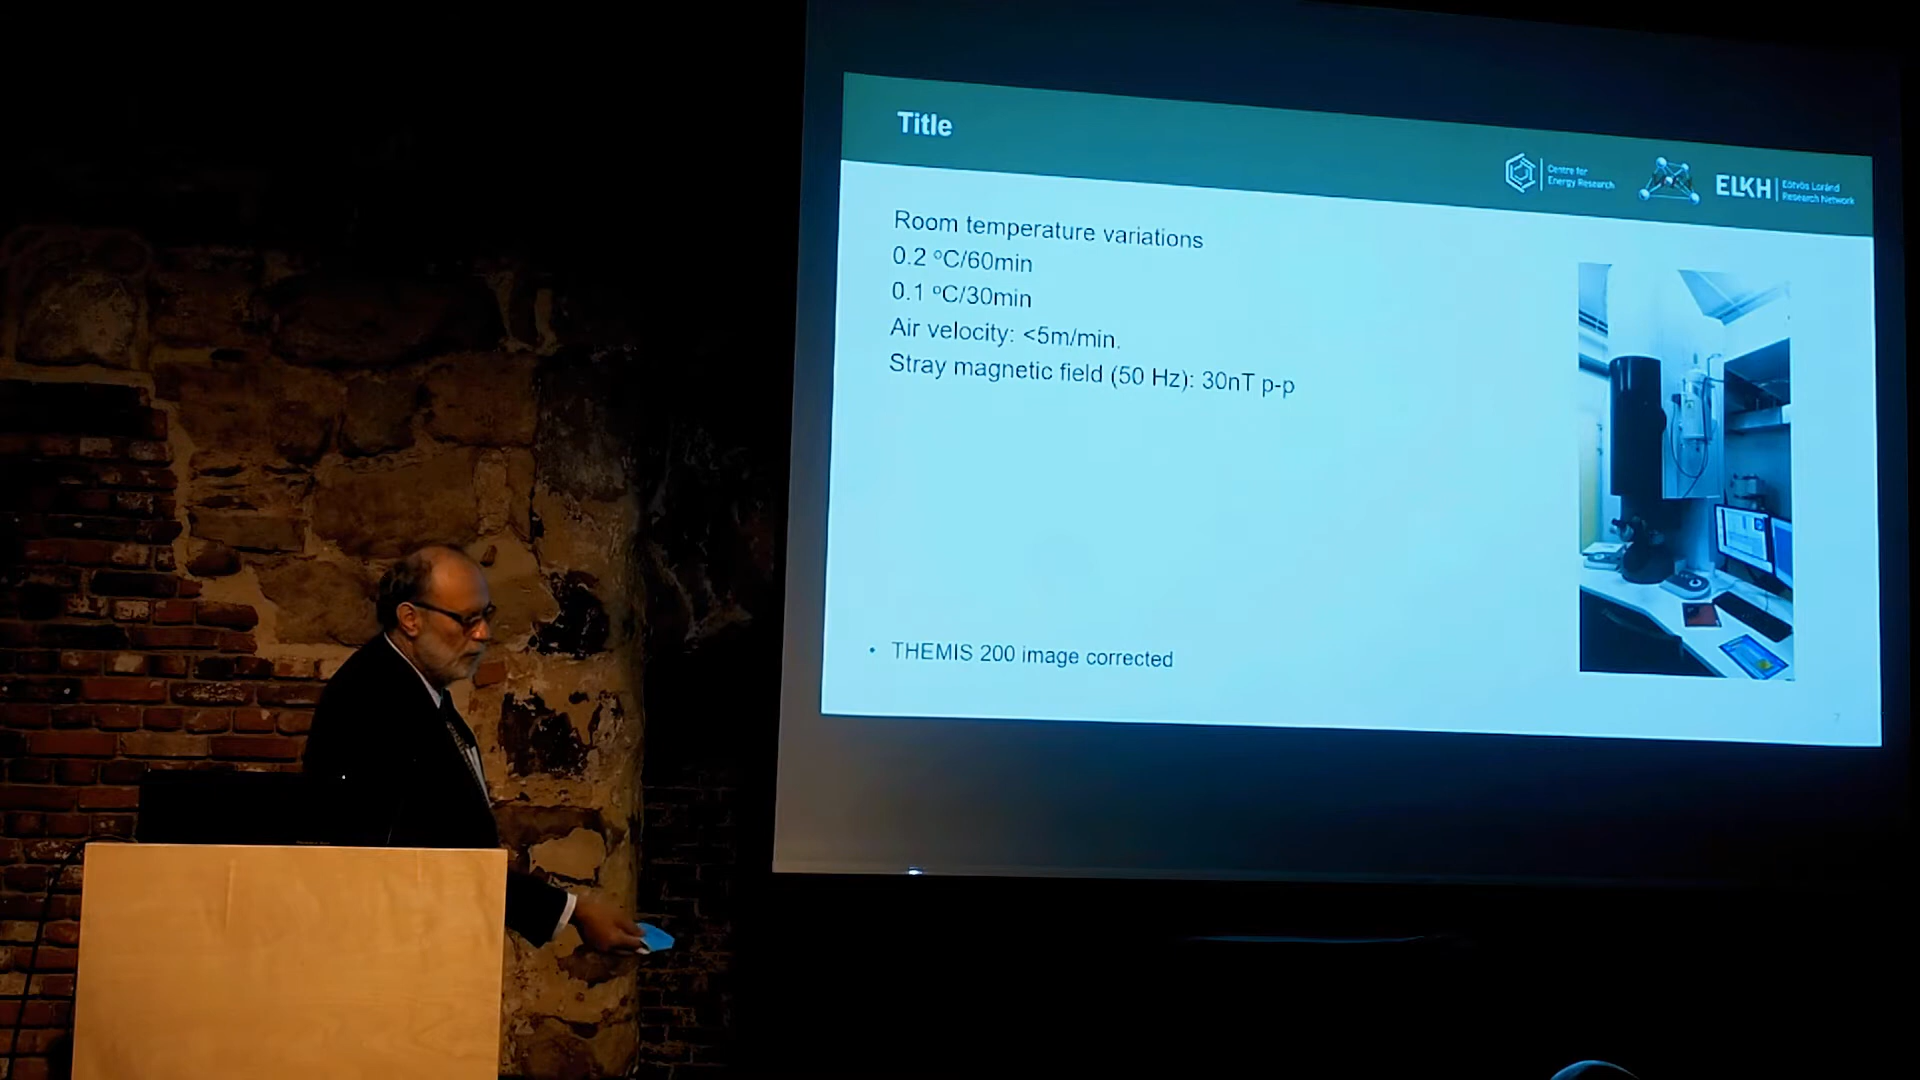 Title
Centre for
Energy Research
ELKH
Eötvös Loránd
Research Network
Room temperature variations
0.2 °C/60min
0.1 °C/30min
Air velocity: <5m/min.
Stray magnetic field (50 Hz): 30nT p-p
• THEMIS 200 image corrected
7